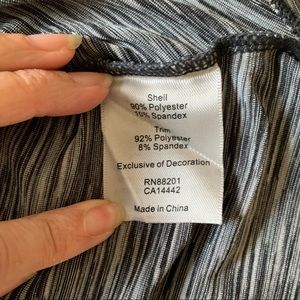 Shell
90% Polyester
10% Spandex
Trim
92% Polyester
8% Spandex
Exclusive of Decoration
RN88201
CA14442
Made in China